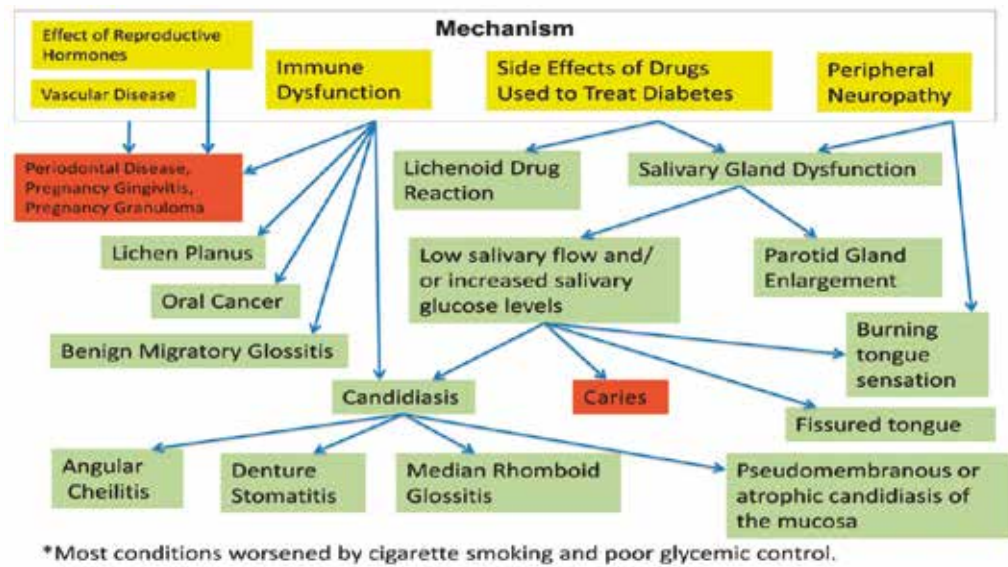 Mechanism
Effect of Reproductive
Hormones
Vascular Disease
Immune
Dysfunction
Side Effects of Drugs
Used to Treat Diabetes
Peripheral
Neuropathy
Periodontal Disease,
Pregnancy Gingivitis,
Pregnancy Granuloma
Lichenoid Drug
Reaction
Salivary Gland Dysfunction
Lichen Planus
Low salivary flow and/
or increased salivary
glucose levels
Parotid Gland
Enlargement
Oral Cancer
Benign Migratory Glossitis
Burning
tongue
sensation
Candidiasis
Caries
Fissured tongue
Angular
Cheilitis
Denture
Stomatitis
Median Rhomboid
Glossitis
Pseudomembranous or
atrophic candidiasis of
the mucosa
*Most conditions worsened by cigarette smoking and poor glycemic control.